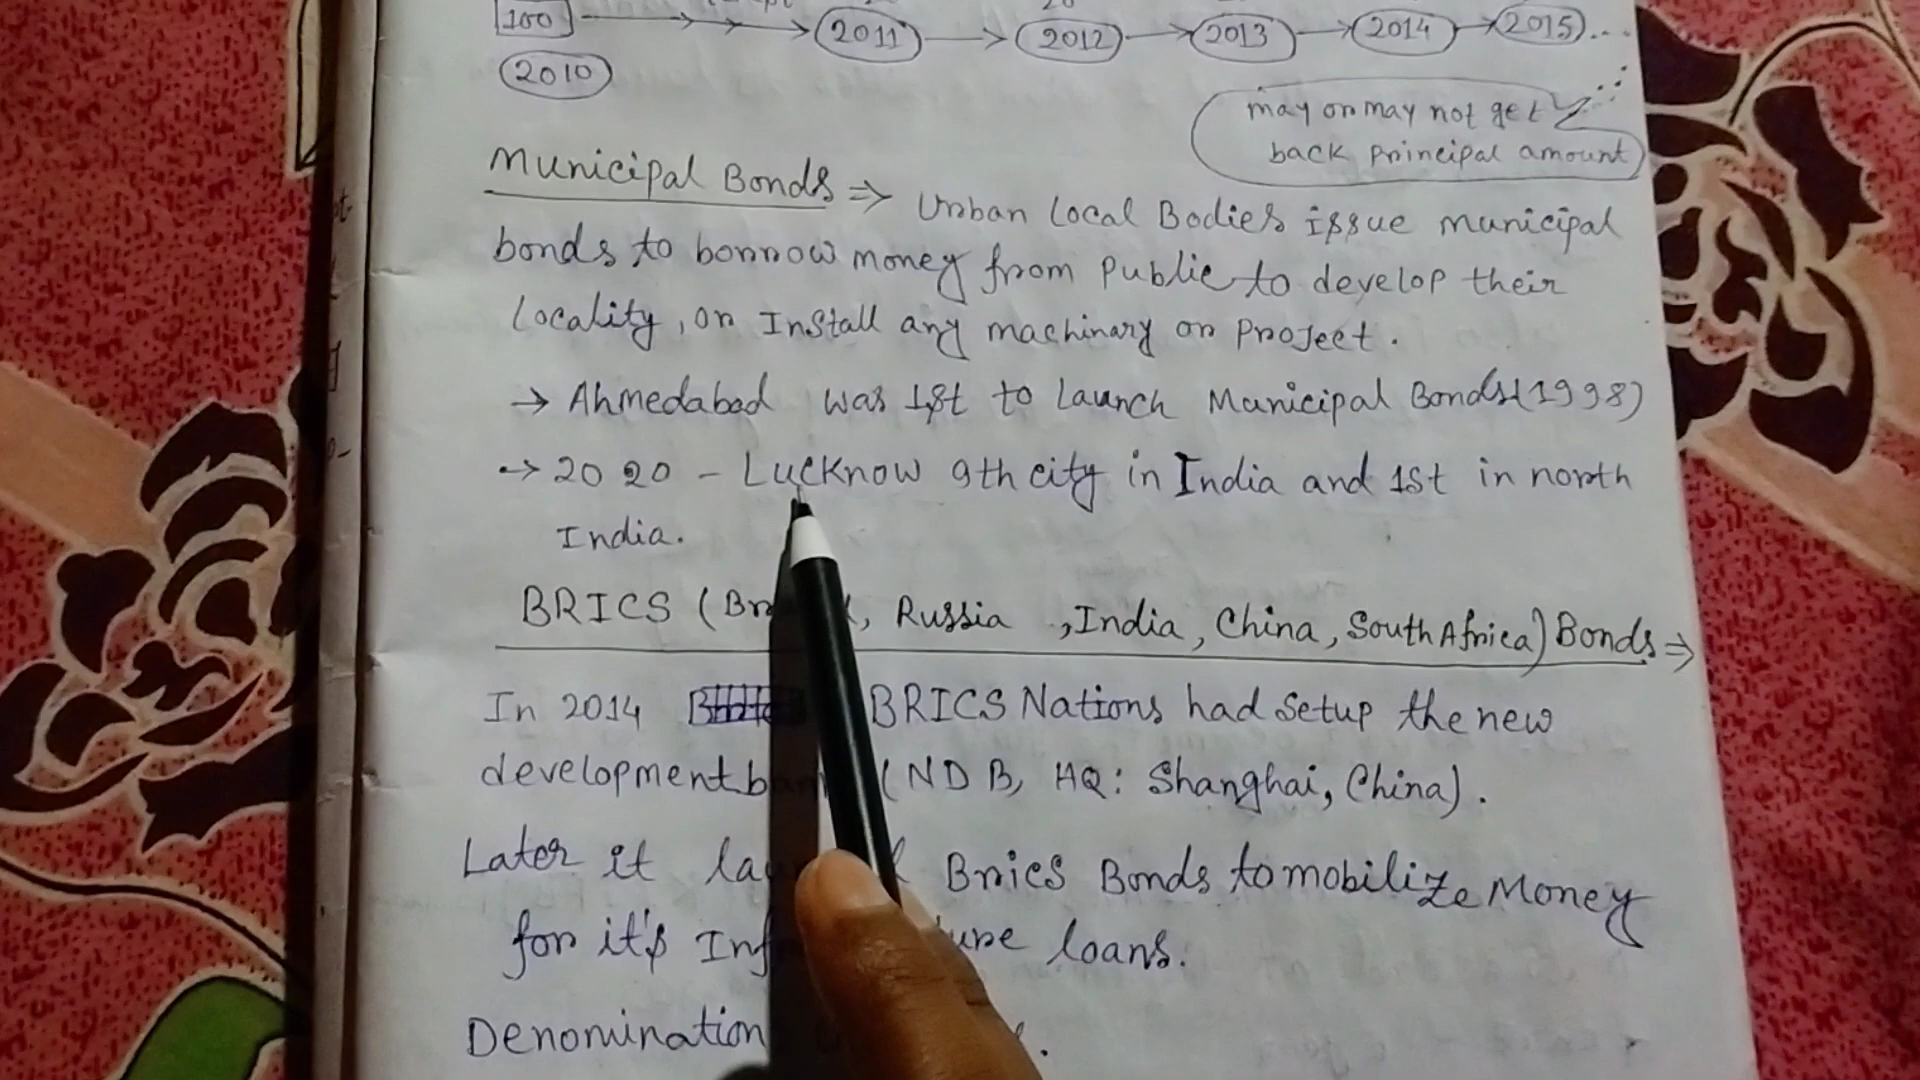 100 2011 2012 2013 2014 2015...
2010
may or may not get
back principal amount
Municipal Bonds ⇒ Urban Local Bodies issue municipal
bonds to borrow money from public to develop their
locality, or Install any machinary or project.
→ Ahmedabad was 1st to launch Municipal Bonds (1998)
→ 2020 - Lucknow 9th city in India and 1st in north
India.
BRICS ( , Russia , India, China, South Africa) Bonds ⇒
In 2014 BRICS Nations had setup the new
development (NDB, HQ: Shanghai, China).
Later it Brics Bonds to mobilize Money
for it's loans.
Denomination